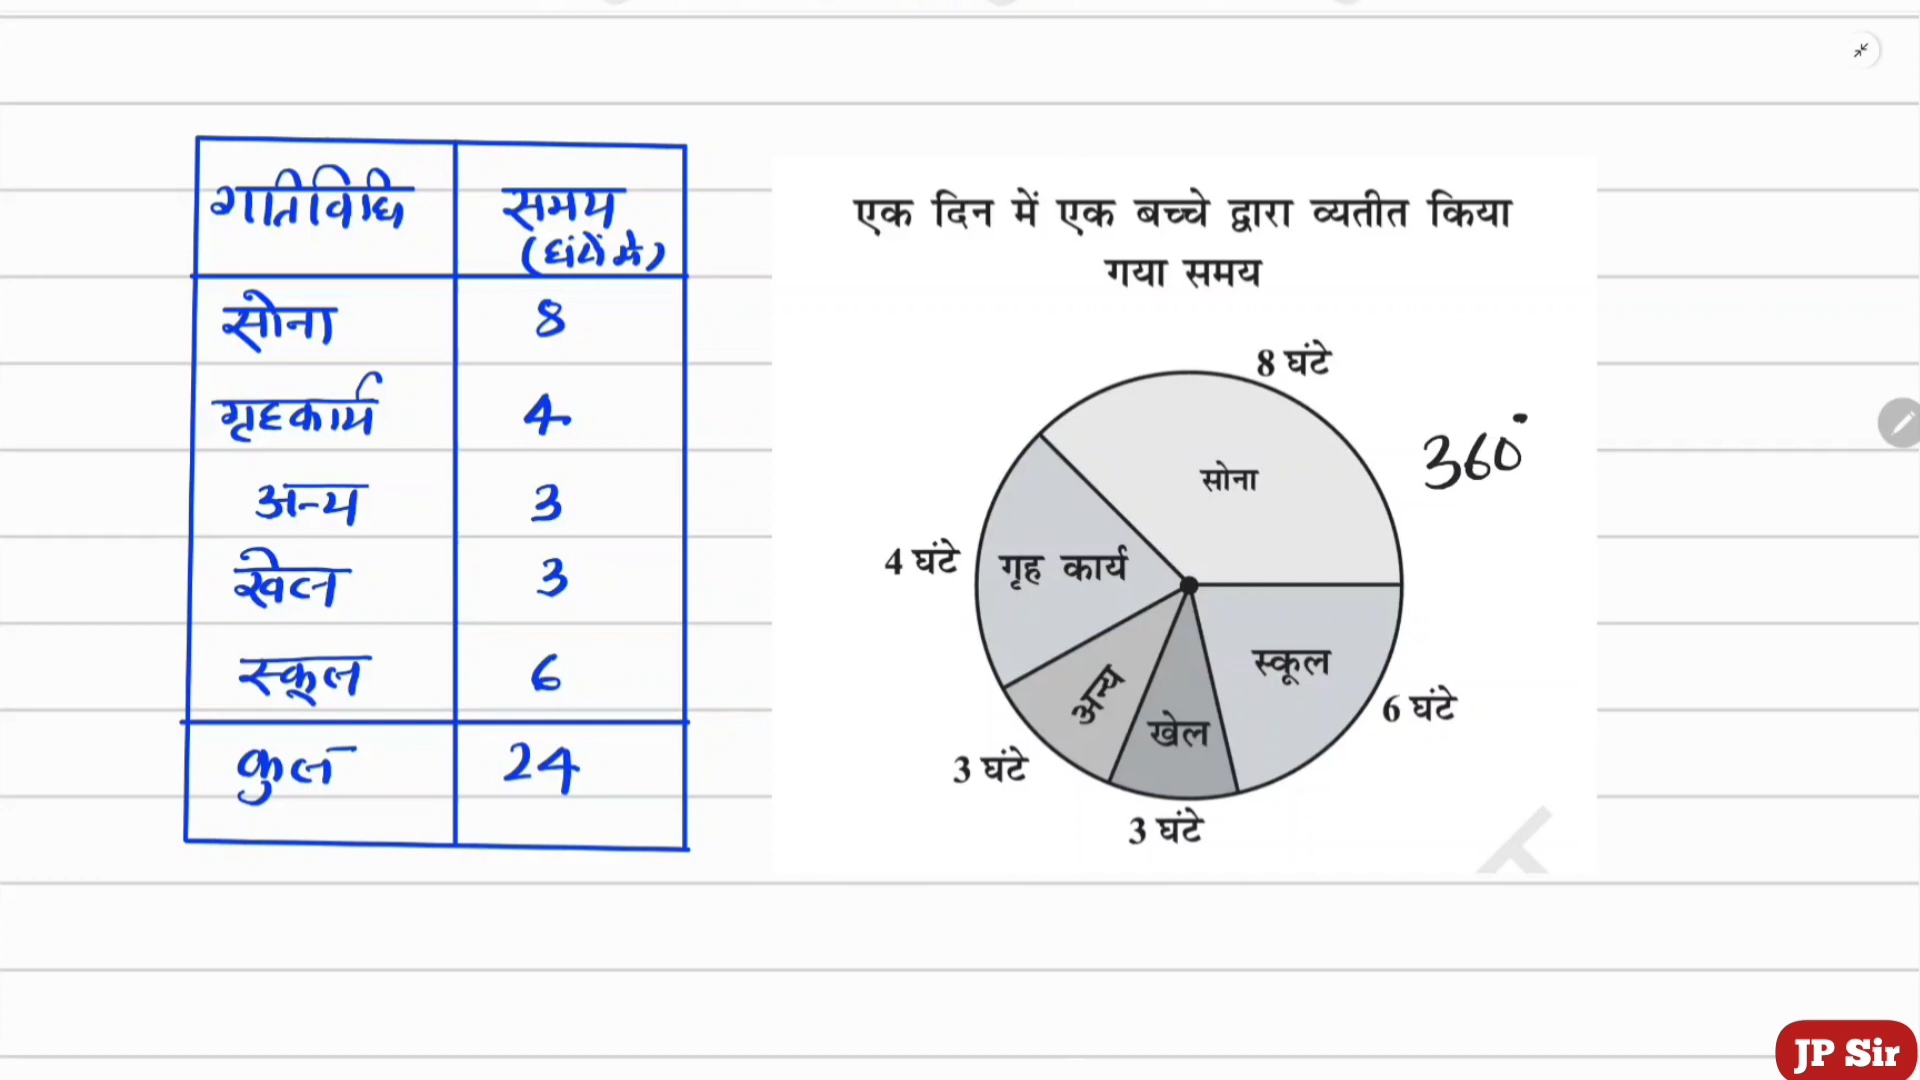 गतिविधि समय
(घंटों में)
सोना 8
गृहकार्य 4
अन्य 3
खेल 3
स्कूल 6
कुल 24
एक दिन में एक बच्चे द्वारा व्यतीत किया
गया समय
8 घंटे
360°
सोना
4 घंटे
गृह कार्य
स्कूल
6 घंटे
अन्य
खेल
3 घंटे
3 घंटे
JP Sir